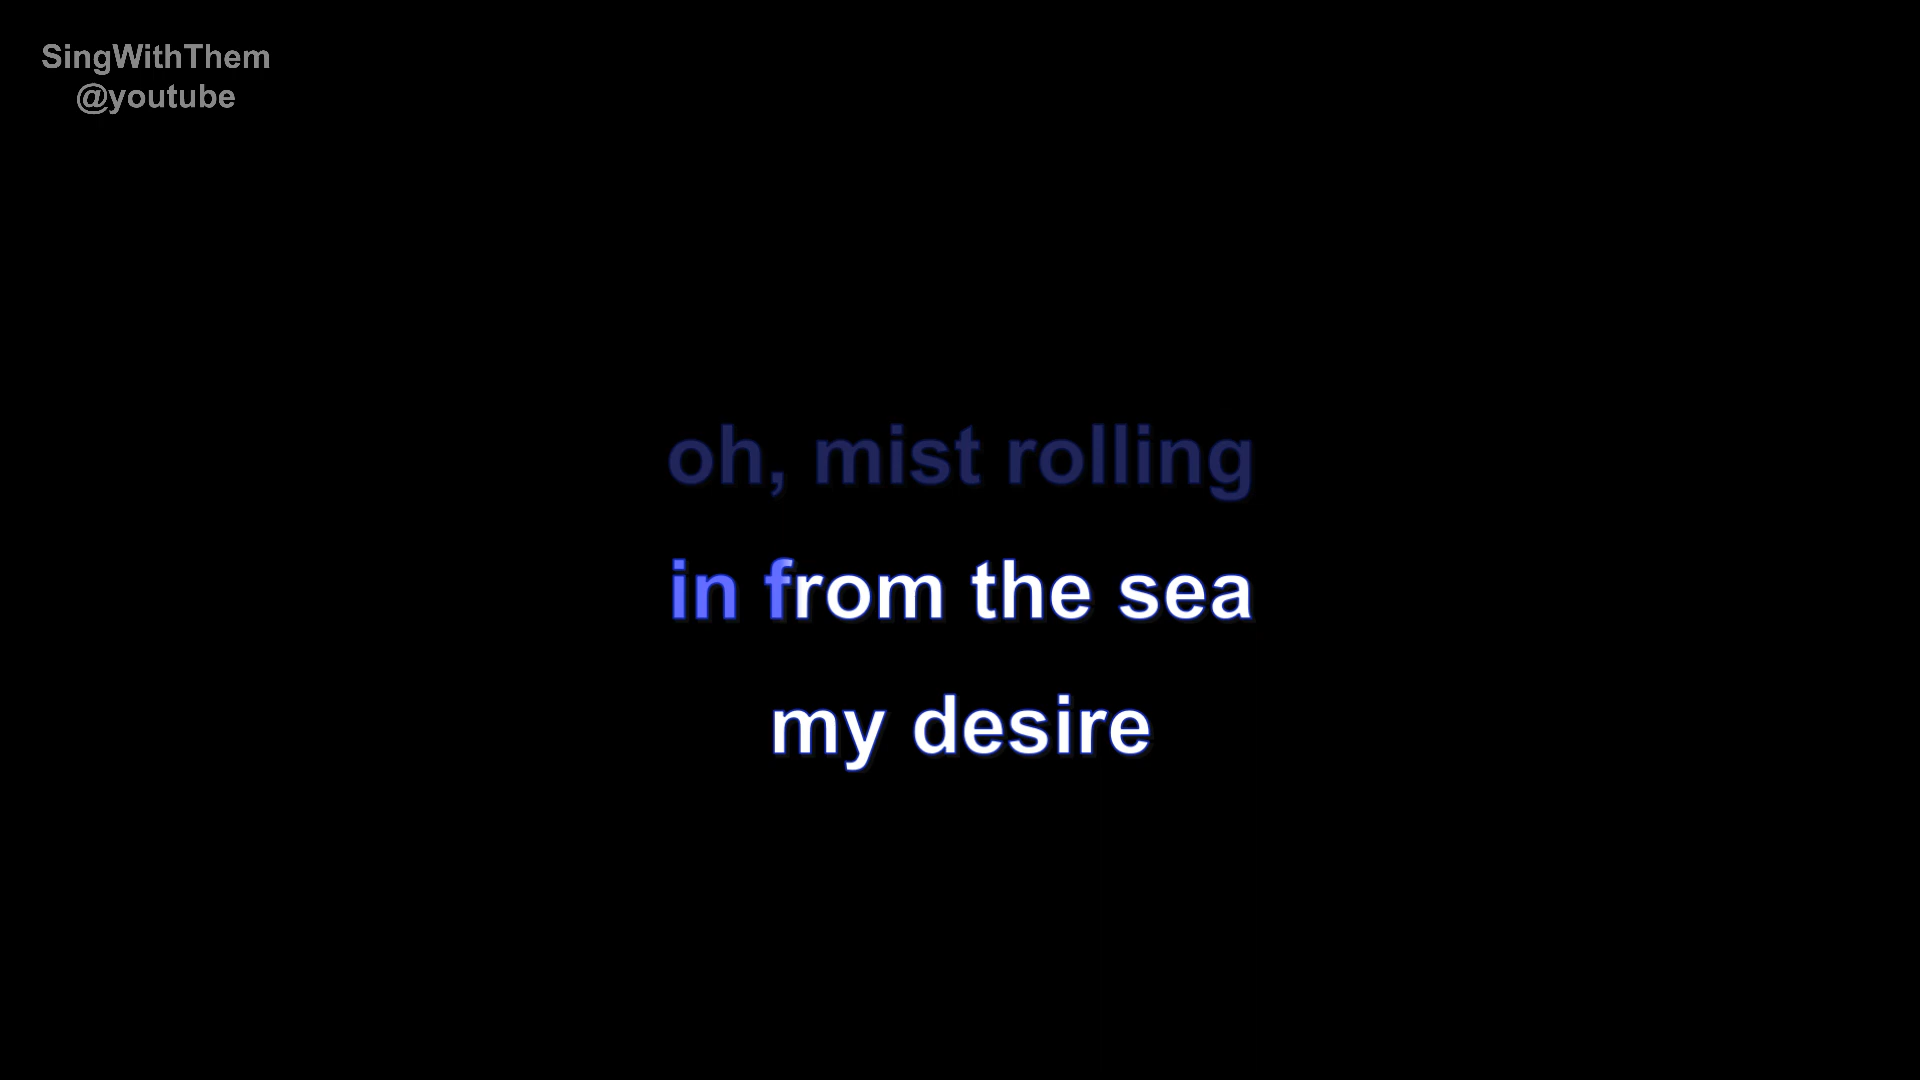 SingWithThem
@youtube
oh, mist rolling
in from the sea
my desire